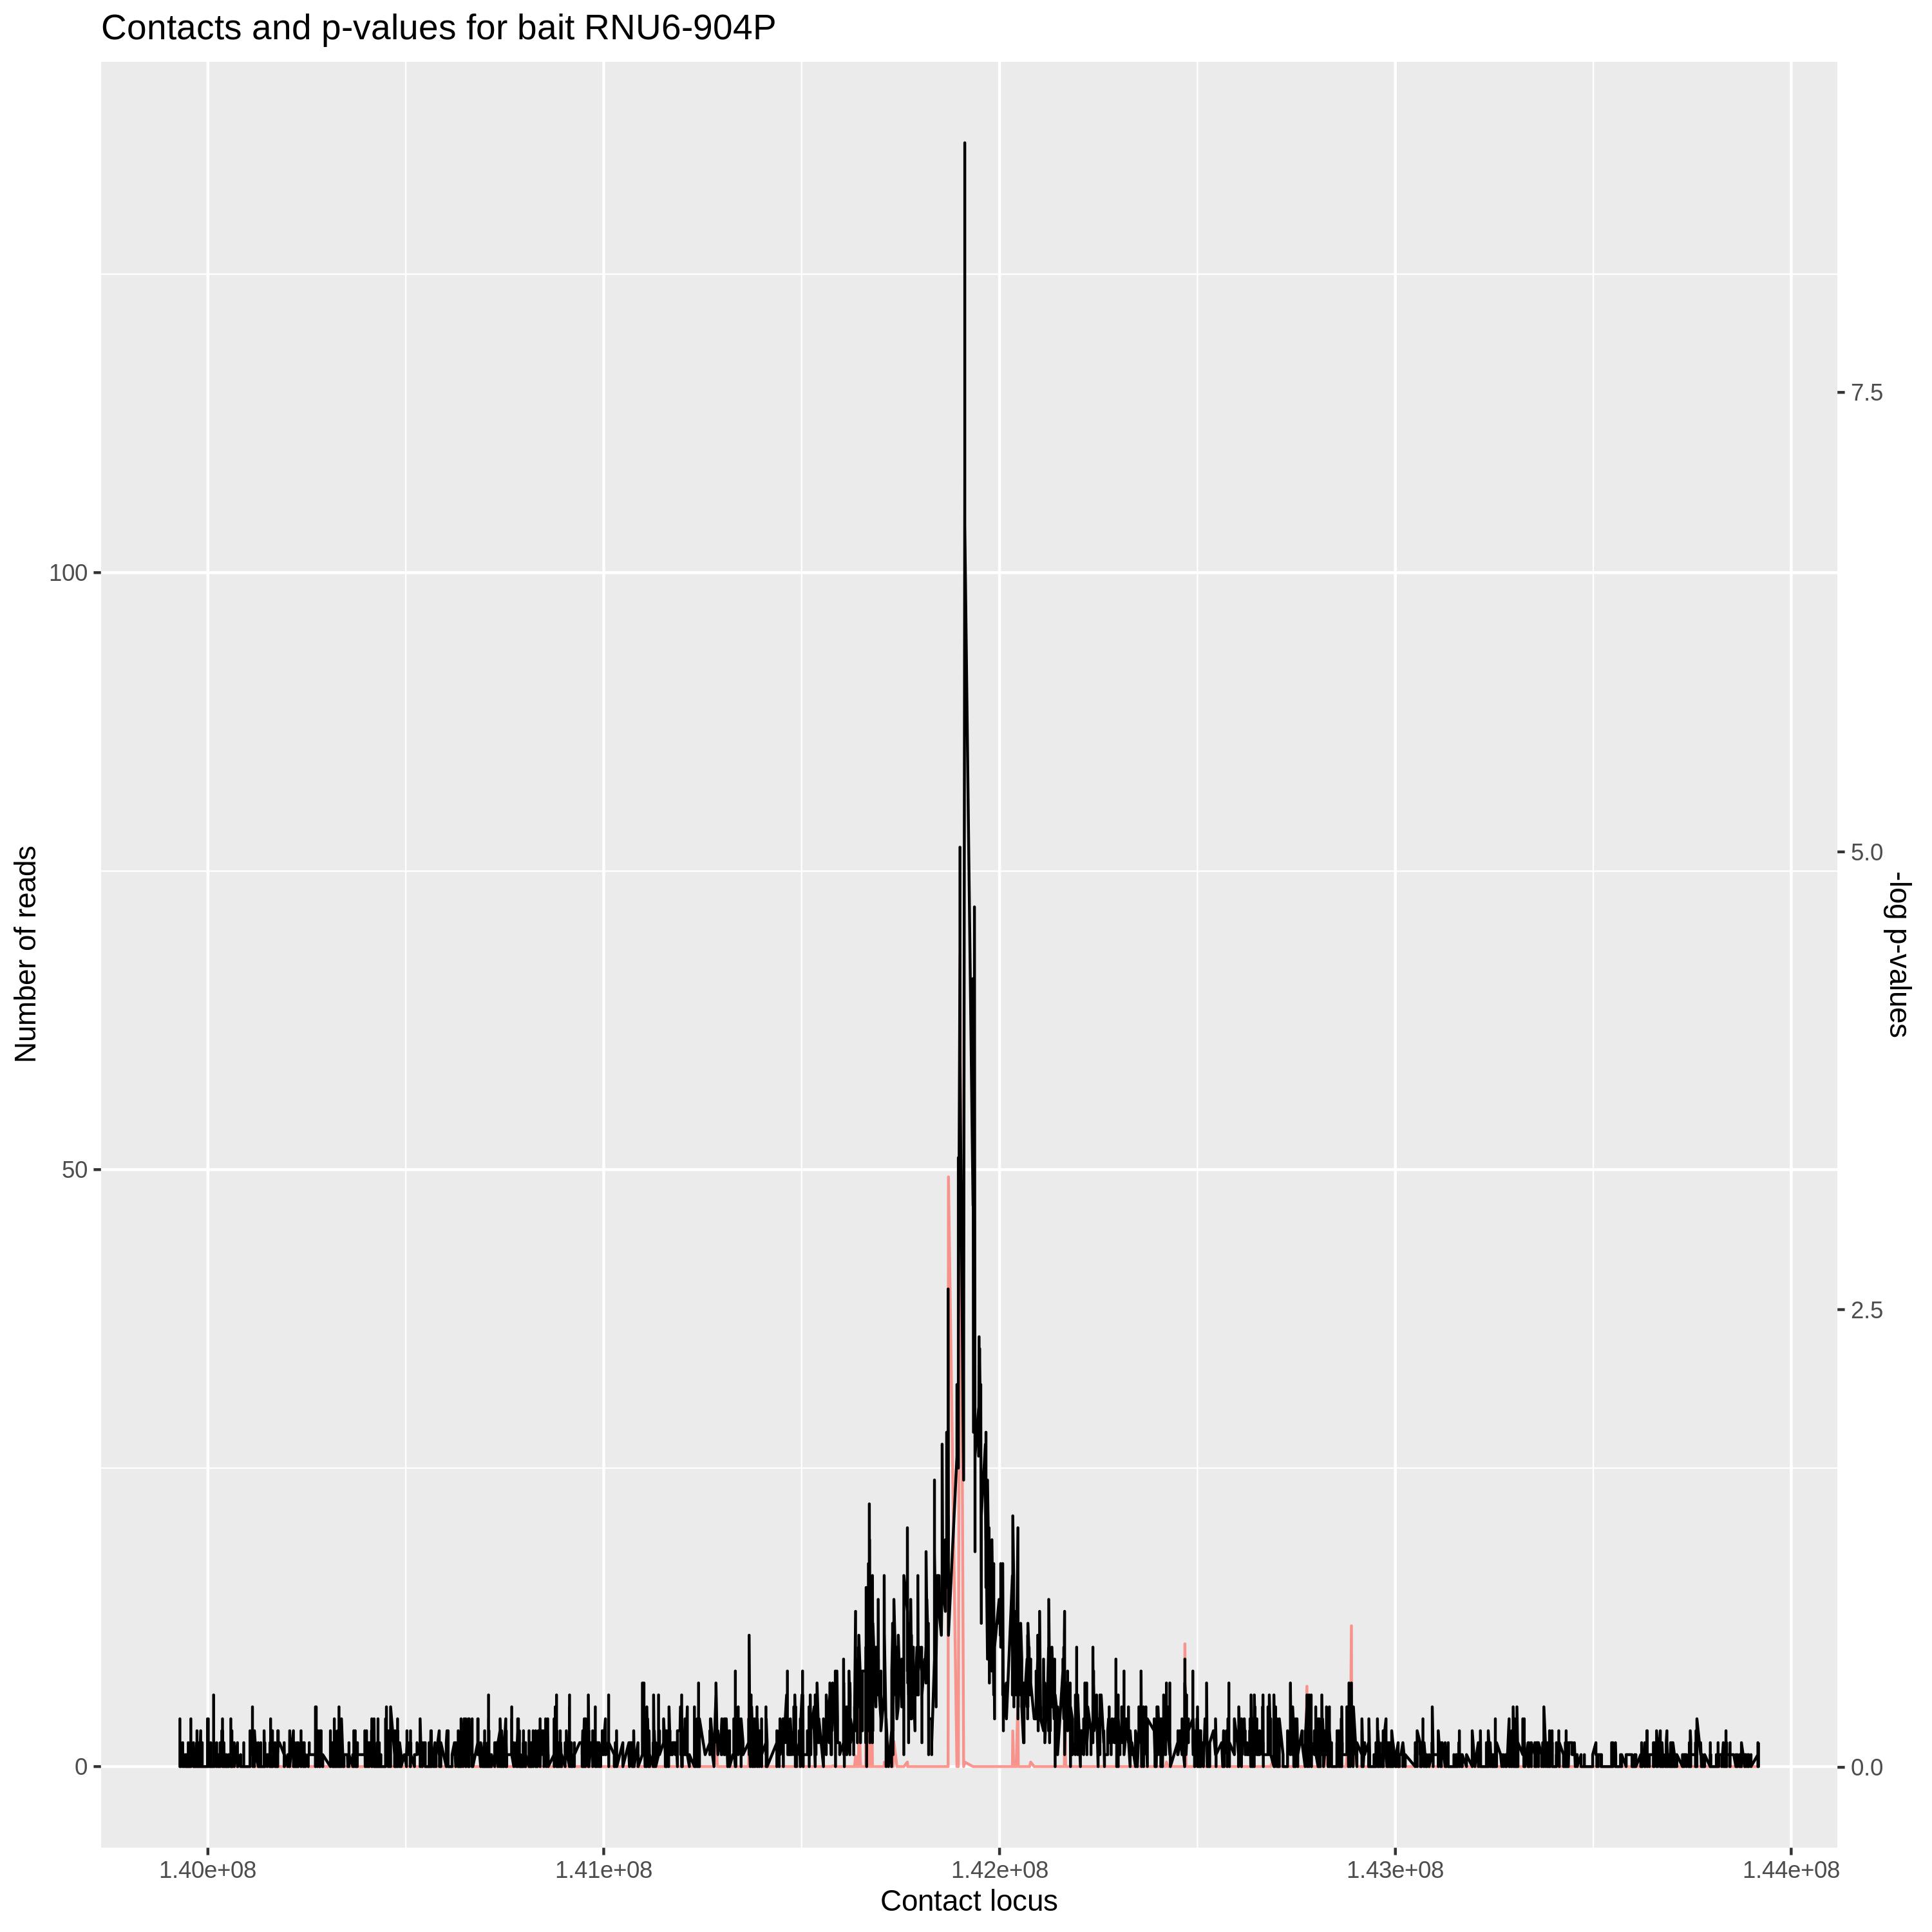 Contacts and p-values for bait RNU6-904P
100
50
0
Number of reads
7.5
5.0
2.5
0.0
-log p-values
1.40e+08
1.41e+08
1.42e+08
1.43e+08
1.44e+08
Contact locus